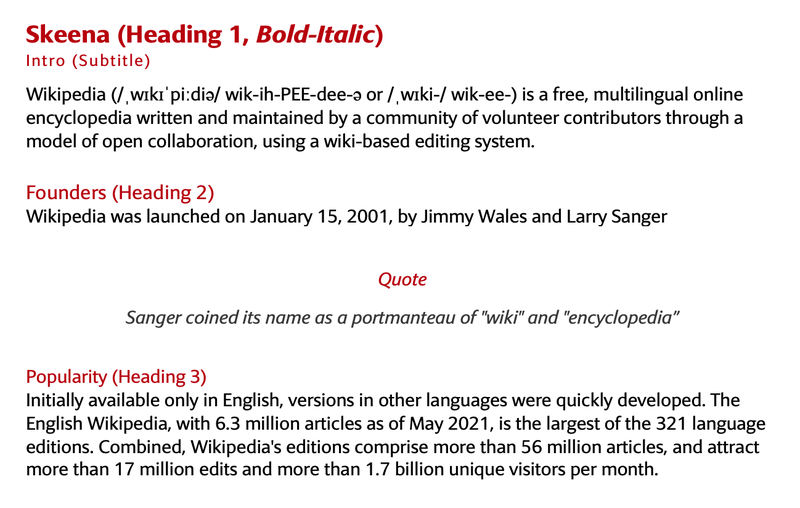 Skeena (Heading 1, Bold-Italic)
Intro (Subtitle)
Wikipedia (/ˌwɪkɪˈpiːdiə/ wik-ih-PEE-dee-ə or /ˌwɪki-/ wik-ee-) is a free, multilingual online
encyclopedia written and maintained by a community of volunteer contributors through a
model of open collaboration, using a wiki-based editing system.
Founders (Heading 2)
Wikipedia was launched on January 15, 2001, by Jimmy Wales and Larry Sanger
Quote
Sanger coined its name as a portmanteau of "wiki" and "encyclopedia”
Popularity (Heading 3)
Initially available only in English, versions in other languages were quickly developed. The
English Wikipedia, with 6.3 million articles as of May 2021, is the largest of the 321 language
editions. Combined, Wikipedia's editions comprise more than 56 million articles, and attract
more than 17 million edits and more than 1.7 billion unique visitors per month.